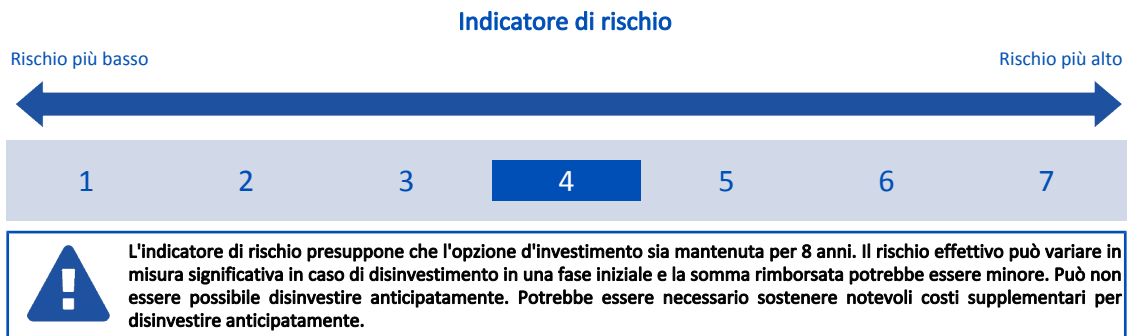 Indicatore di rischio
Rischio più basso
Rischio più alto
1 2 3 4 5 6 7
L'indicatore di rischio presuppone che l'opzione d'investimento sia mantenuta per 8 anni. Il rischio effettivo può variare in
misura significativa in caso di disinvestimento in una fase iniziale e la somma rimborsata potrebbe essere minore. Può non
essere possibile disinvestire anticipatamente. Potrebbe essere necessario sostenere notevoli costi supplementari per
disinvestire anticipatamente.